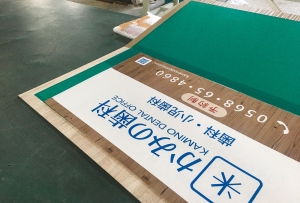 米 かみの歯科
KAMINO DENTAL OFFICE
歯科・小児歯科
予約制
0568・65・4860